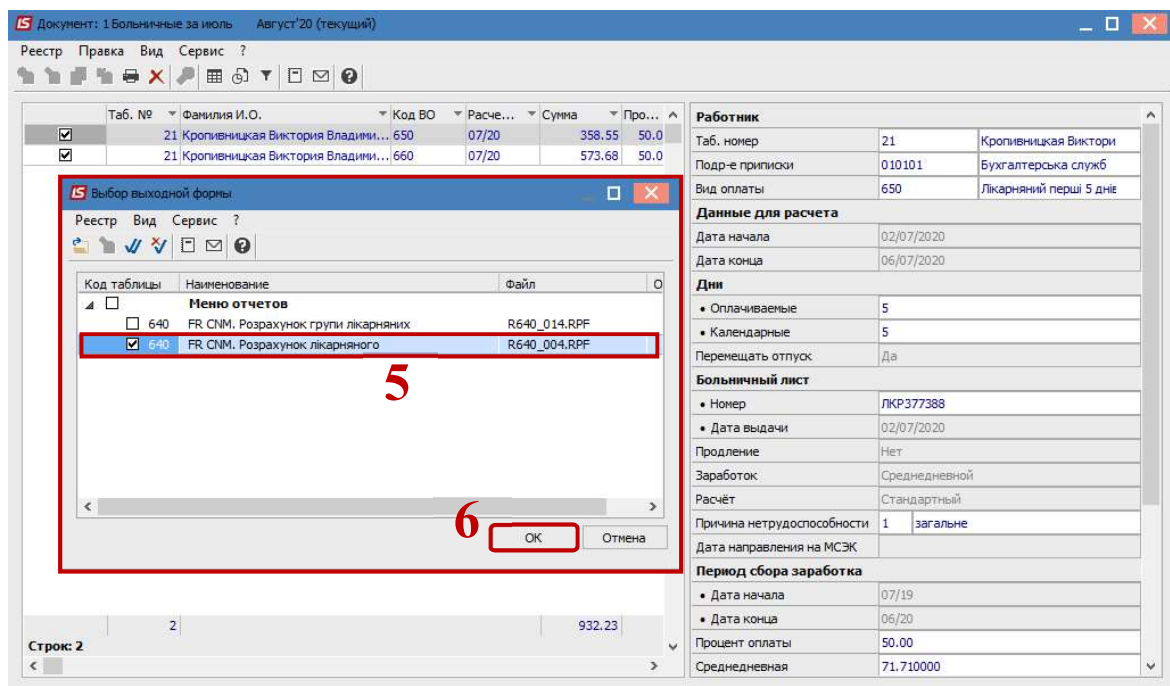 Документ: 1 Больничные за июль Август'20 (текущий)
Реестр Правка Вид Сервис ?
Таб. № Фамилия И.О. Код ВО Расче... Сумма Про...
21 Кропивницкая Виктория Владими... 650 07/20 358.55 50.0
21 Кропивницкая Виктория Владими... 660 07/20 573.68 50.0
Выбор выходной формы
Реестр Вид Сервис ?
Код таблицы Наименование Файл О
Меню отчетов
640 FR CNM. Розрахунок групи лікарняних R640_014.RPF
640 FR CNM. Розрахунок лікарняного R640_004.RPF
5
6
ОК Отмена
2 932.23
Строк: 2
Работник
Таб. номер 21 Кропивницкая Виктори
Подр-е приписки 010101 Бухгалтерська служб
Вид оплаты 650 Лікарняний перші 5 днів
Данные для расчета
Дата начала 02/07/2020
Дата конца 06/07/2020
Дни
• Оплачиваемые 5
• Календарные 5
Перемещать отпуск Да
Больничный лист
• Номер ЛКР377388
• Дата выдачи 02/07/2020
Продление Нет
Заработок Среднедневной
Расчёт Стандартный
Причина нетрудоспособности 1 загальне
Дата направления на МСЭК
Период сбора заработка
• Дата начала 07/19
• Дата конца 06/20
Процент оплаты 50.00
Среднедневная 71.710000